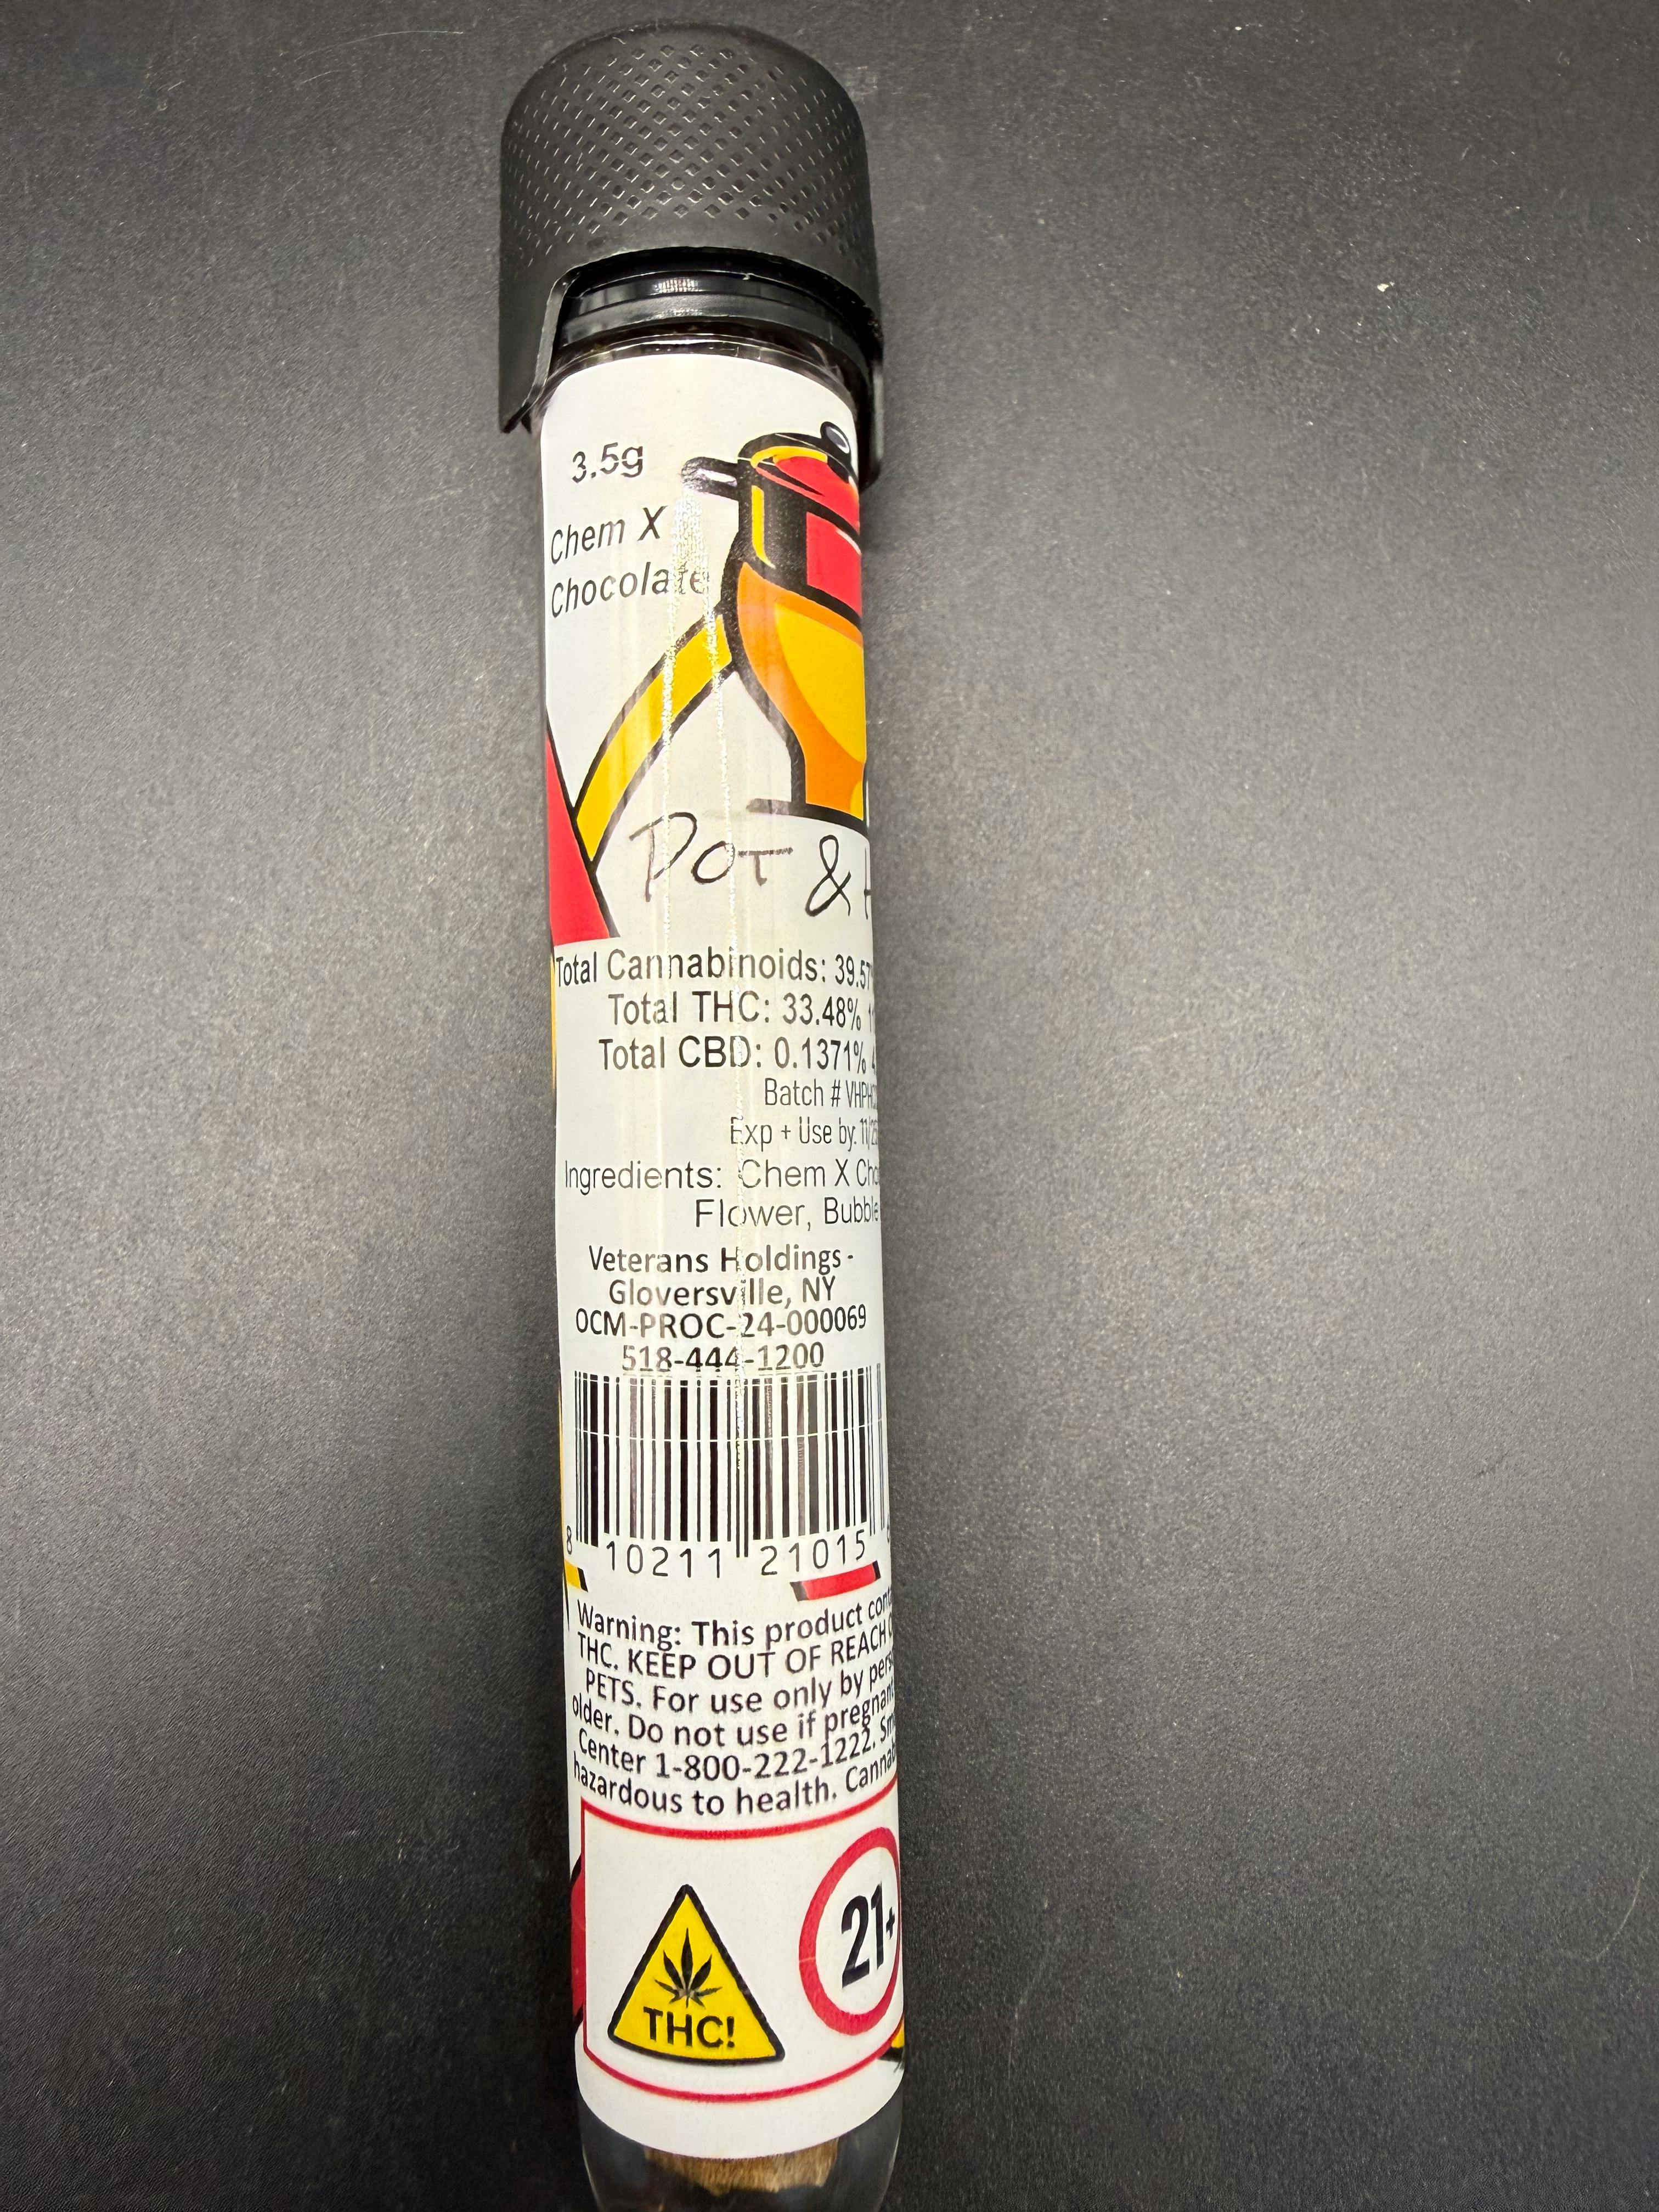 3.5g
Chem X
Chocolate
POT &
Total Cannabinoids: 39.57
Total THC: 33.48%
Total CBD: 0.1371%
Batch #
Exp + Use by:
Ingredients: Chem X
Flower,
Veterans Holdings -
Gloversville, NY
OCM-PROC-24-000069
518-444-1200
8 10211 21015
Warning: This product
THC. KEEP OUT OF REACH
PETS. For use only by
older. Do not use if
Center 1-800-222-1222.
hazardous to health.
21+
THC!